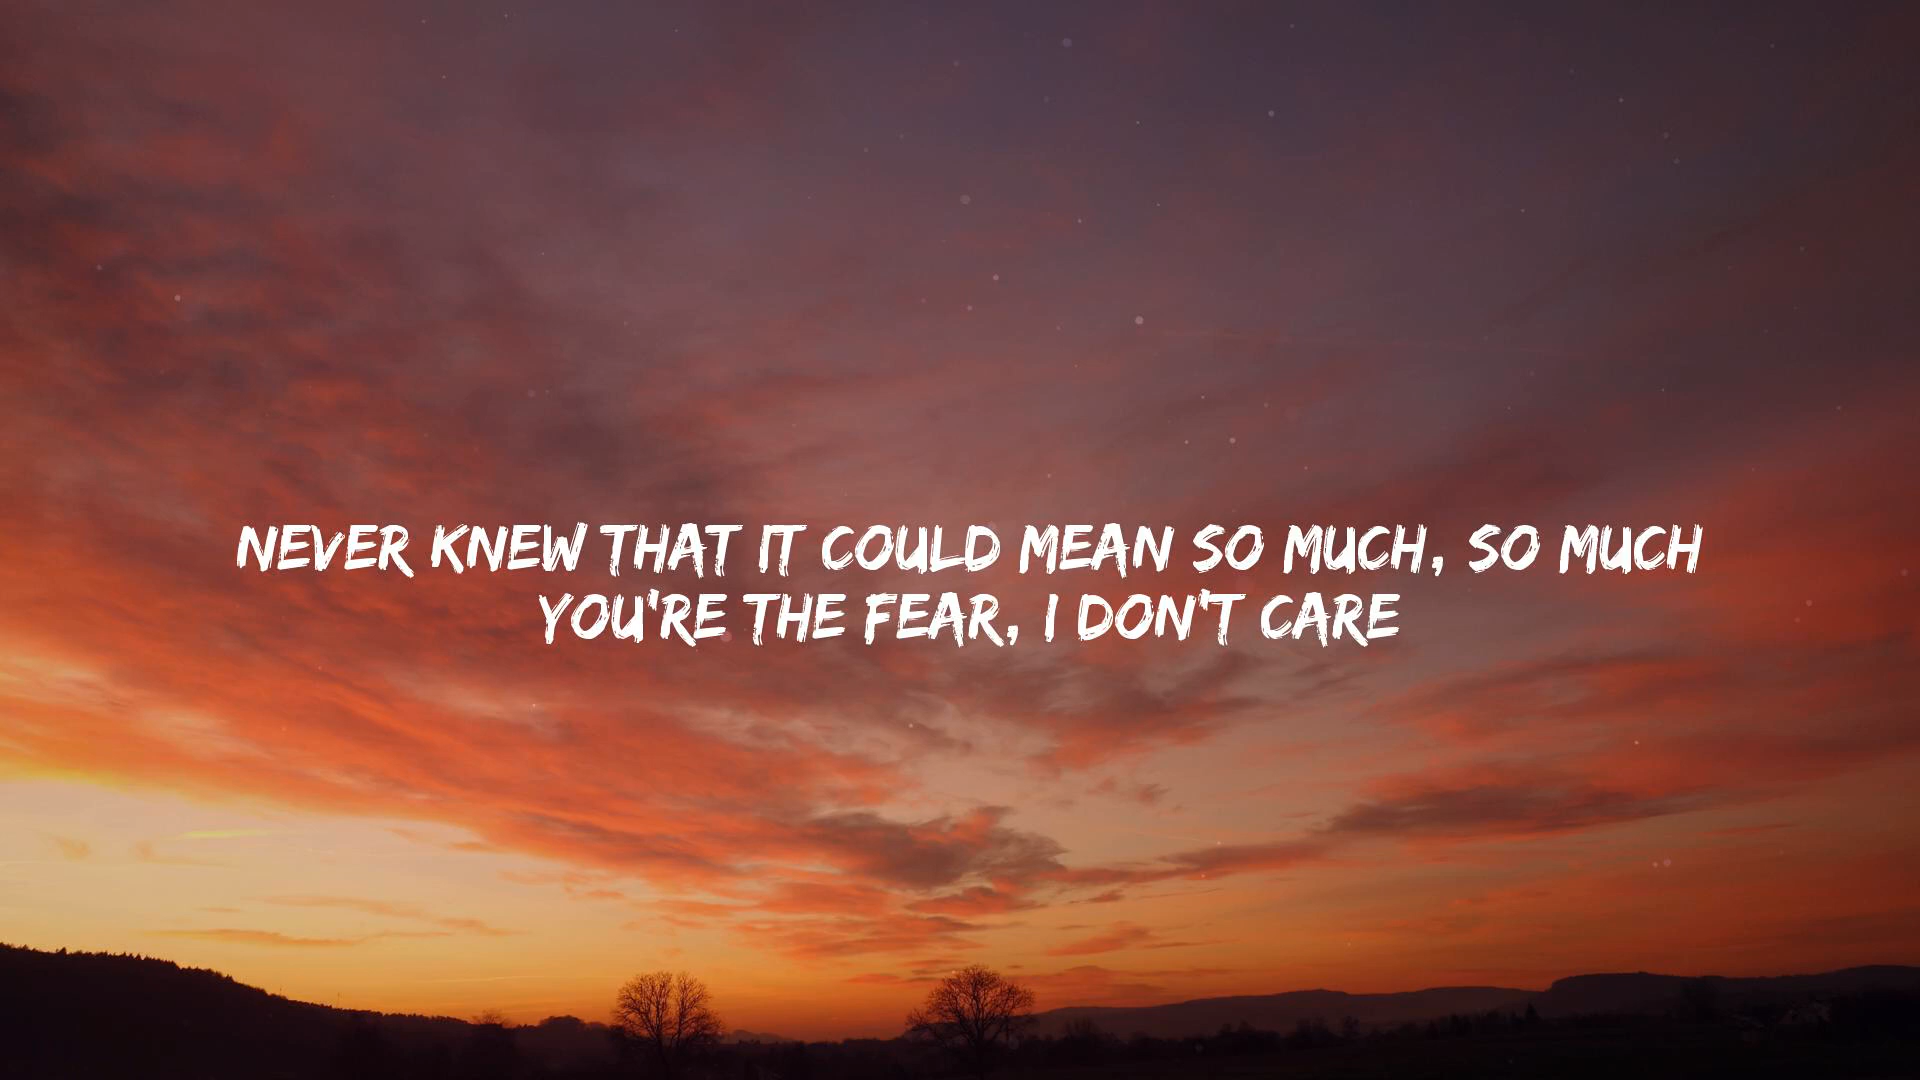 NEVER KNEW THAT IT COULD MEAN SO MUCH, SO MUCH
YOU'RE THE FEAR, I DON'T CARE